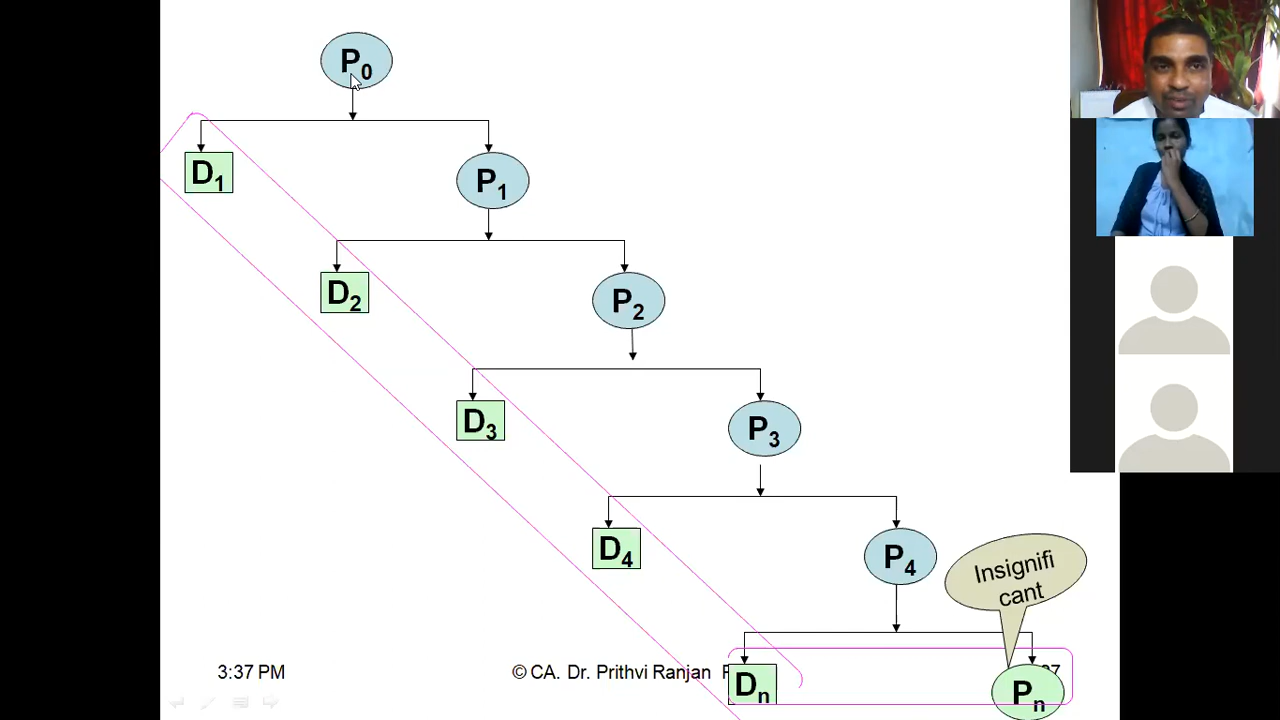 P0
D1
P1
D2
P2
D3
P3
D4
P4
Insignifi
cant
3:37 PM
© CA. Dr. Prithvi Ranjan
Dn
Pn